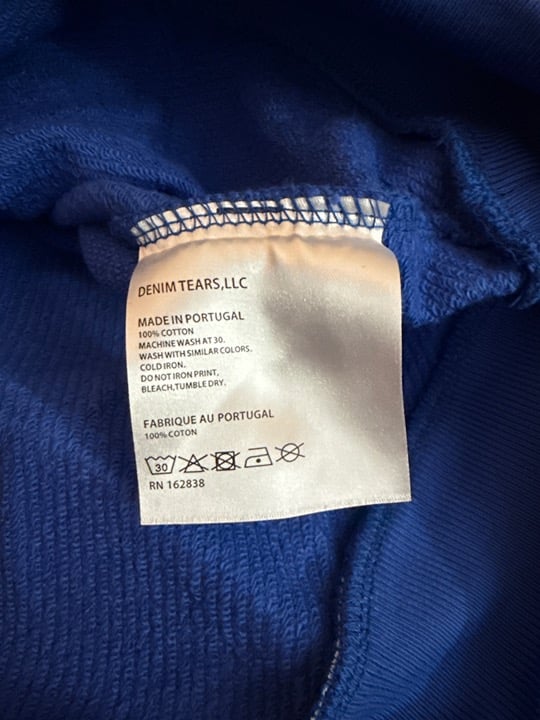 DENIM TEARS,LLC
MADE IN PORTUGAL
100% COTTON
MACHINE WASH AT 30.
WASH WITH SIMILAR COLORS.
COLD IRON.
DO NOT IRON PRINT,
BLEACH,TUMBLE DRY.
FABRIQUE AU PORTUGAL
100% COTON
30
RN 162838